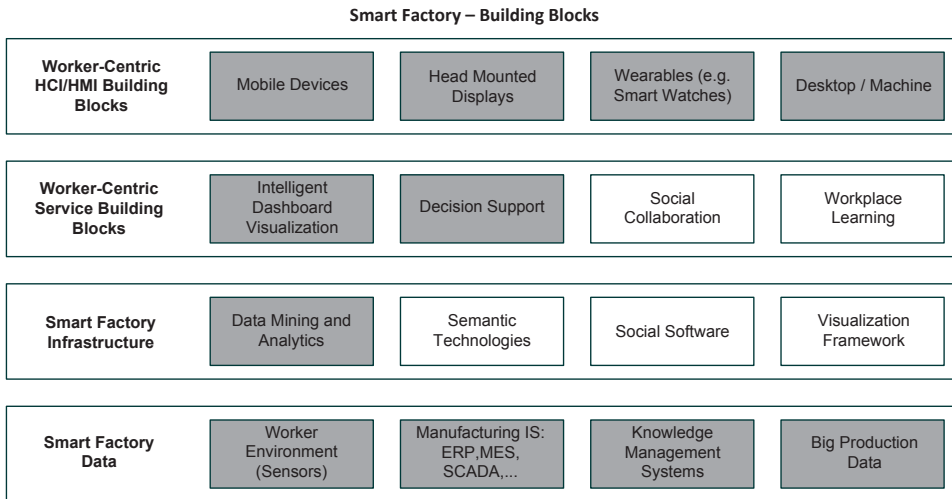 Smart Factory – Building Blocks
Worker-Centric
HCI/HMI Building
Blocks
Mobile Devices
Head Mounted
Displays
Wearables (e.g.
Smart Watches)
Desktop / Machine
Worker-Centric
Service Building
Blocks
Intelligent
Dashboard
Visualization
Decision Support
Social
Collaboration
Workplace
Learning
Smart Factory
Infrastructure
Data Mining and
Analytics
Semantic
Technologies
Social Software
Visualization
Framework
Smart Factory
Data
Worker
Environment
(Sensors)
Manufacturing IS:
ERP,MES,
SCADA,...
Knowledge
Management
Systems
Big Production
Data